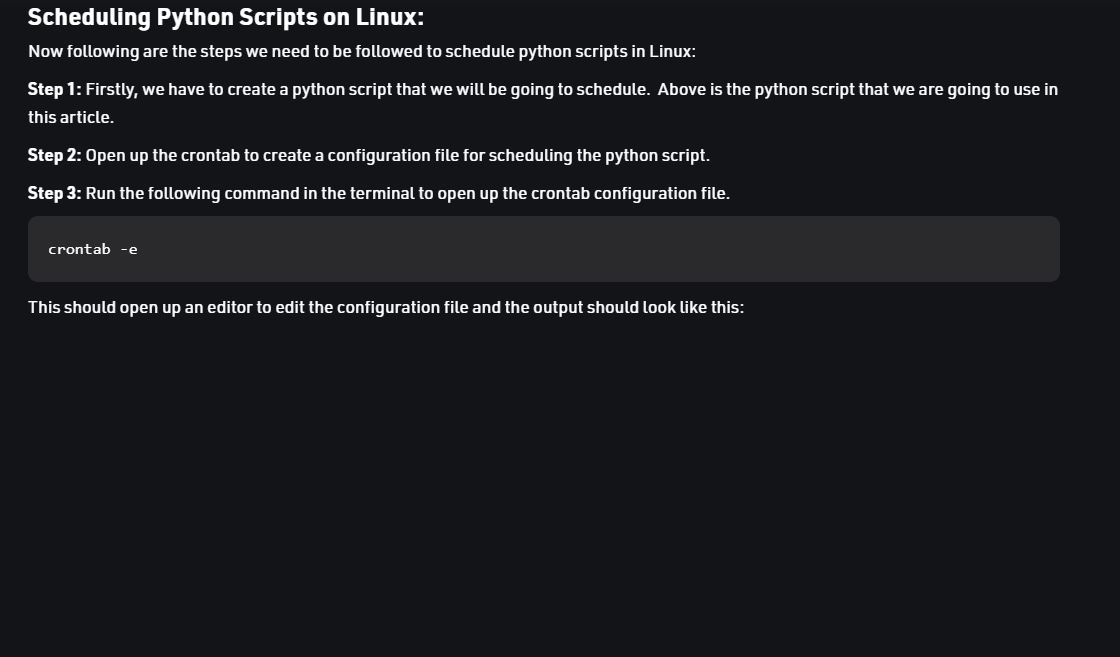 Scheduling Python Scripts on Linux:
Now following are the steps we need to be followed to schedule python scripts in Linux:
Step 1: Firstly, we have to create a python script that we will be going to schedule.  Above is the python script that we are going to use in
this article.
Step 2: Open up the crontab to create a configuration file for scheduling the python script.
Step 3: Run the following command in the terminal to open up the crontab configuration file.
crontab -e
This should open up an editor to edit the configuration file and the output should look like this: